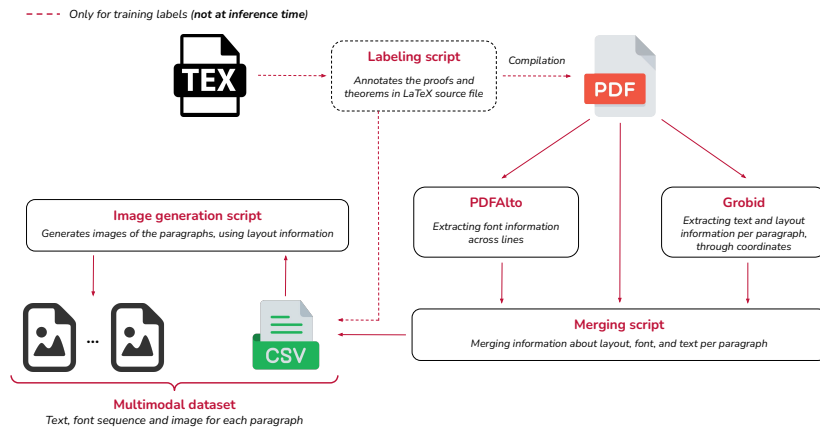 Only for training labels (not at inference time)
TEX
Labeling script
Annotates the proofs and
theorems in LaTeX source file
Compilation
PDF
PDFAlto
Extracting font information
across lines
Grobid
Extracting text and layout
information per paragraph,
through coordinates
Image generation script
Generates images of the paragraphs, using layout information
...
CSV
Merging script
Merging information about layout, font, and text per paragraph
Multimodal dataset
Text, font sequence and image for each paragraph